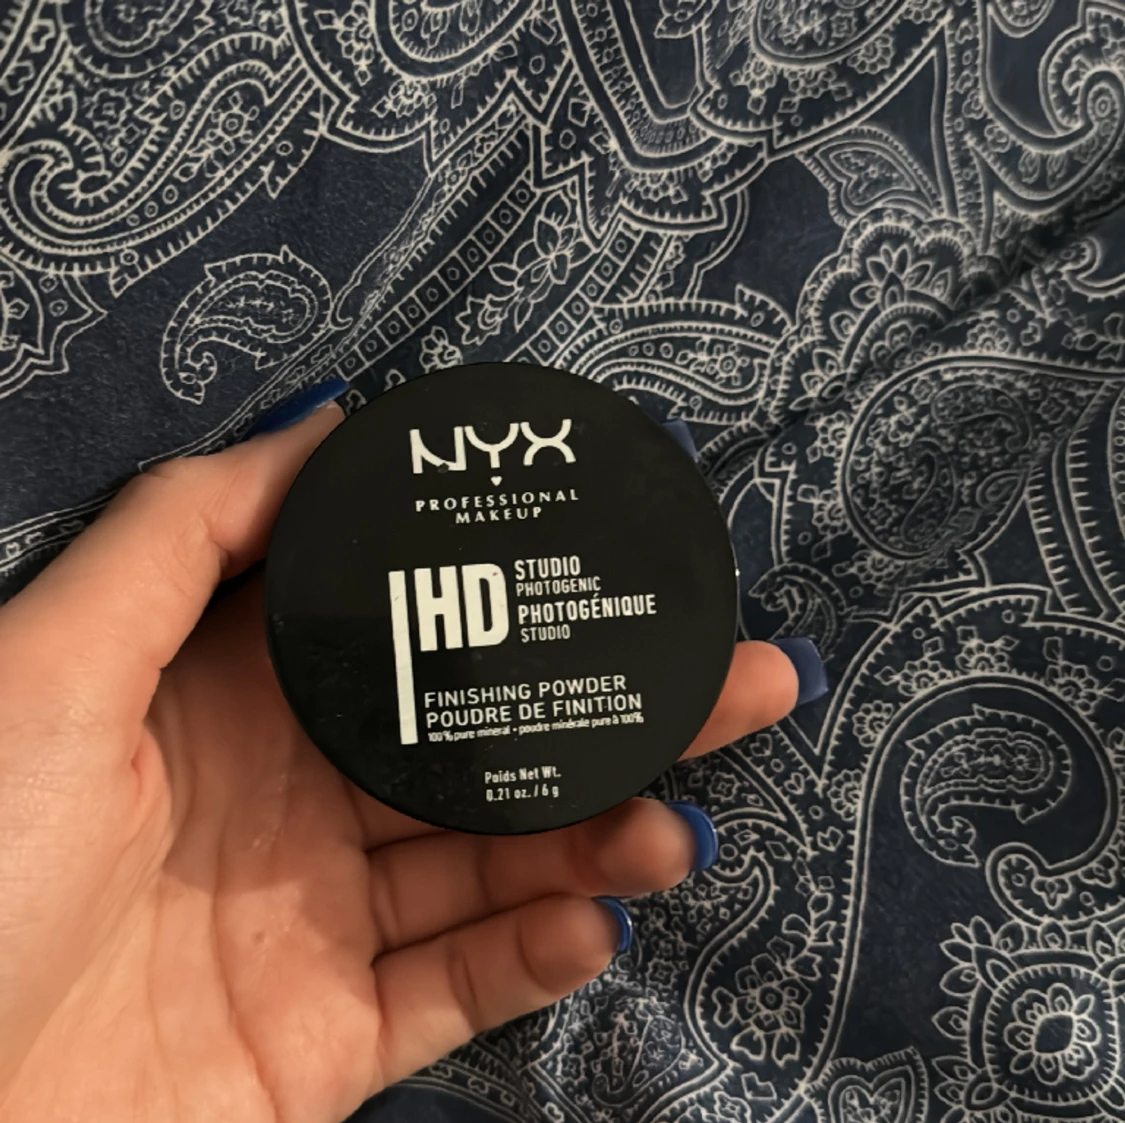 NYX
PROFESSIONAL
MAKEUP
HD STUDIO
PHOTOGENIC
PHOTOGÉNIQUE
STUDIO
FINISHING POWDER
POUDRE DE FINITION
100% pure mineral • poudre minérale pure à 100%
Poids Net Wt.
0.21 oz. / 6 g